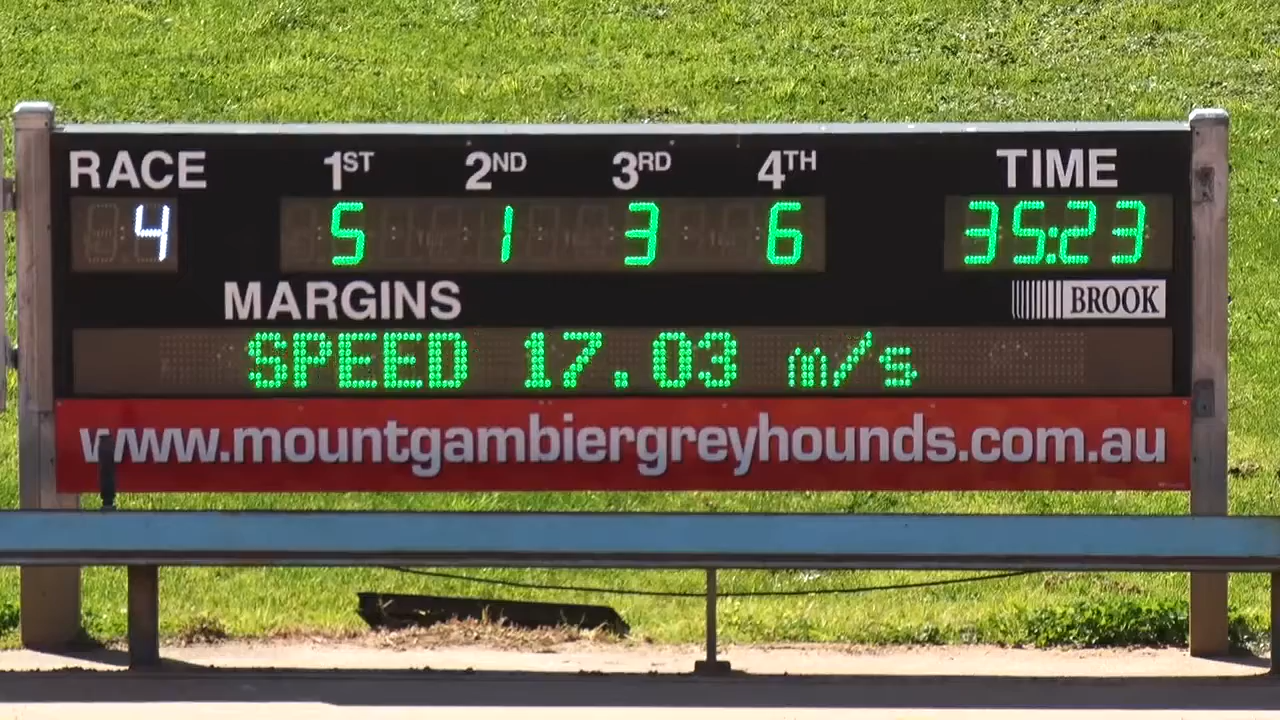 RACE 1ST 2ND 3RD 4TH TIME
4 5 1 3 6 35:23
MARGINS BROOK
SPEED 17.03 m/s
www.mountgambiergreyhounds.com.au